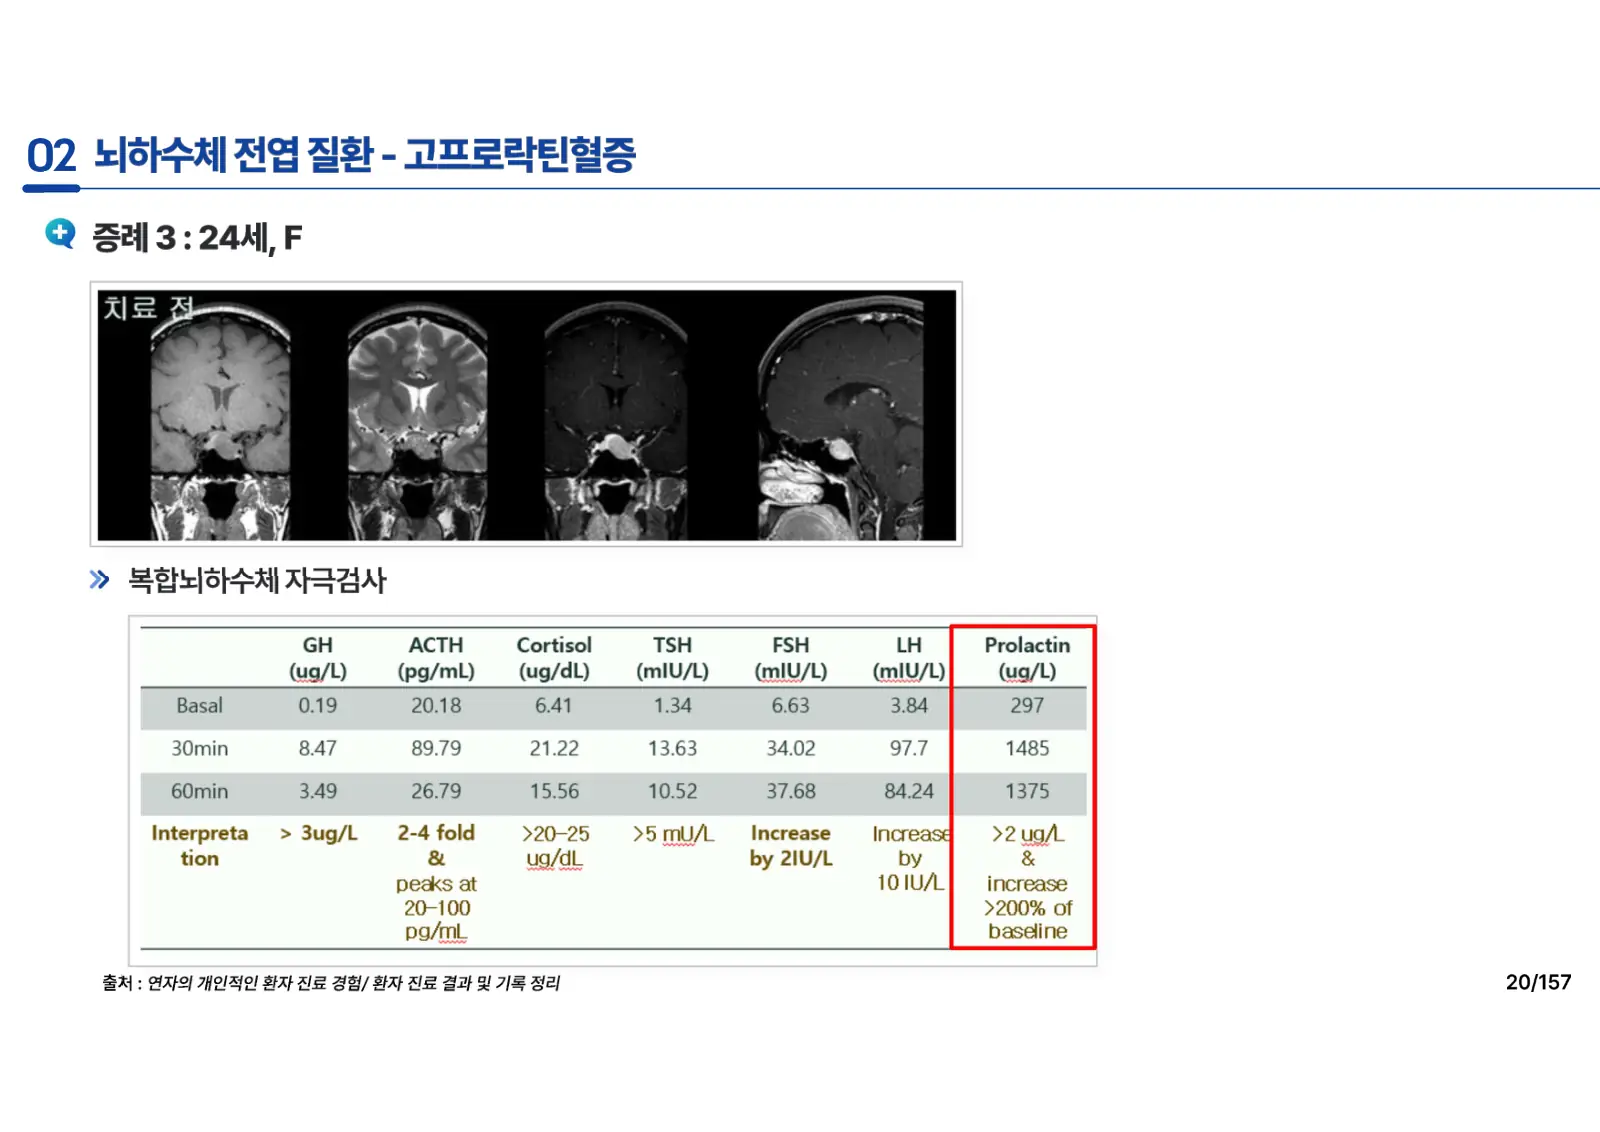 02 뇌하수체 전엽 질환 - 고프로락틴혈증
증례 3 : 24세, F
치료 전
복합뇌하수체 자극검사
GH (ug/L) ACTH (pg/mL) Cortisol (ug/dL) TSH (mIU/L) FSH (mIU/L) LH (mIU/L) Prolactin (ug/L)
Basal 0.19 20.18 6.41 1.34 6.63 3.84 297
30min 8.47 89.79 21.22 13.63 34.02 97.7 1485
60min 3.49 26.79 15.56 10.52 37.68 84.24 1375
Interpretation > 3ug/L 2-4 fold & peaks at 20-100 pg/mL >20-25 ug/dL >5 mU/L Increase by 2IU/L Increase by 10 IU/L >2 ug/L & increase >200% of baseline
출처 : 연자의 개인적인 환자 진료 경험/ 환자 진료 결과 및 기록 정리
20/157